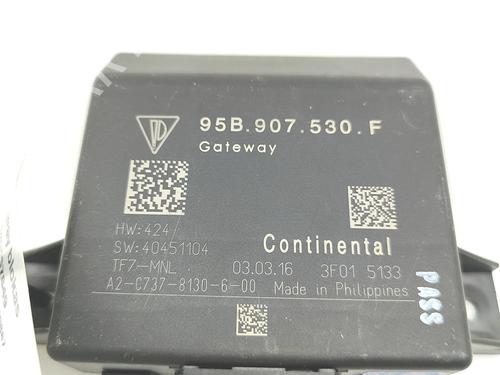 95B.907.530.F
Gateway
HW:424
SW:40451104
Continental
TF7-MNL 03.03.16 3F01 5133
A2-C737-8130-6-00 Made in Philippines
PASS